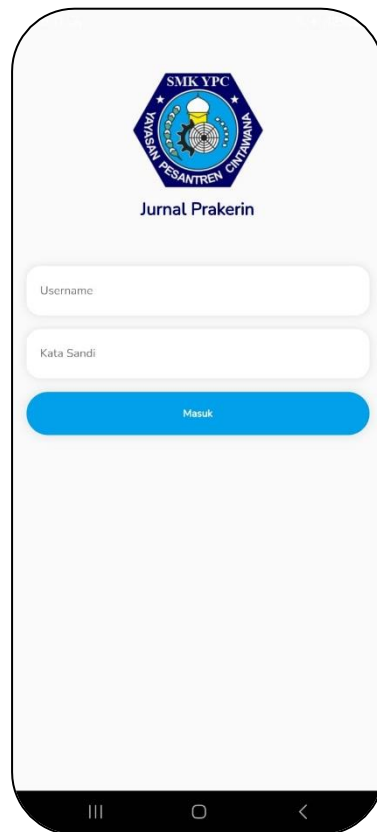 SMK YPC
YAYASAN PESANTREN CINTAWANA
Jurnal Prakerin
Username
Kata Sandi
Masuk